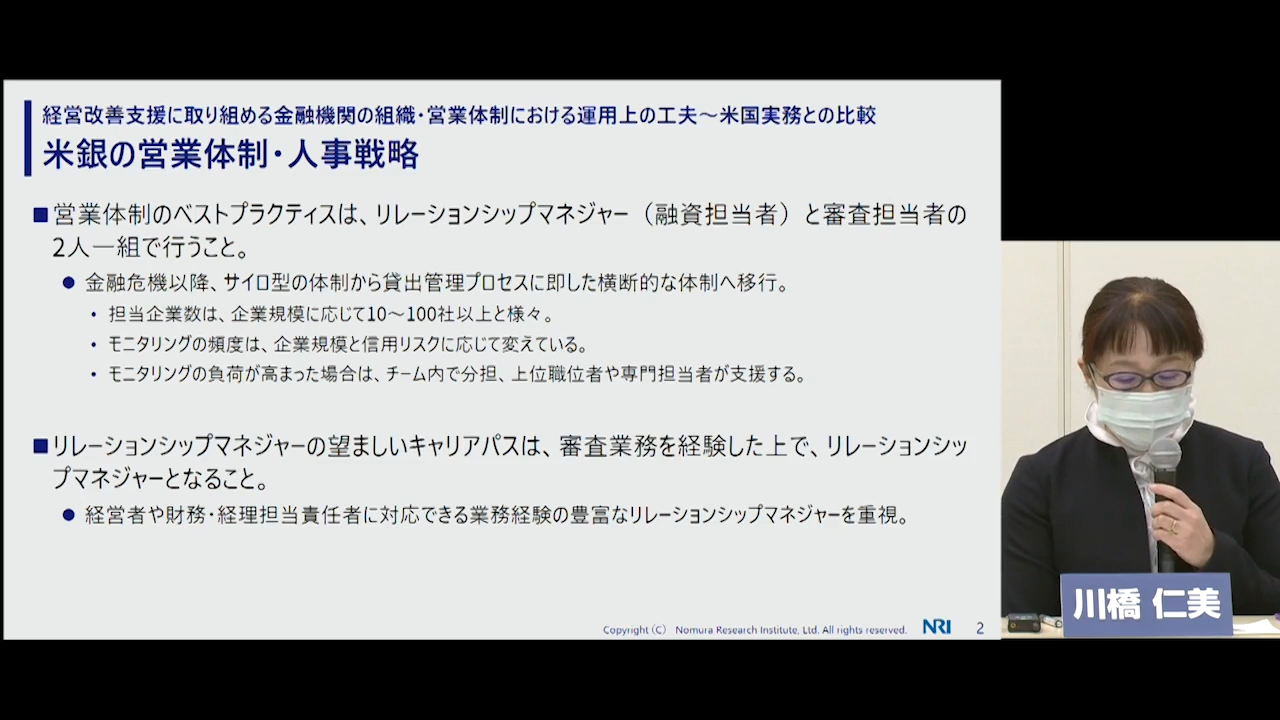 経営改善支援に取り組める金融機関の組織・営業体制における運用上の工夫～米国実務との比較
米銀の営業体制・人事戦略
■営業体制のベストプラクティスは、リレーションシップマネジャー（融資担当者）と審査担当者の
2人一組で行うこと。
● 金融危機以降、サイロ型の体制から貸出管理プロセスに即した横断的な体制へ移行。
・ 担当企業数は、企業規模に応じて10～100社以上と様々。
・ モニタリングの頻度は、企業規模と信用リスクに応じて変えている。
・ モニタリングの負荷が高まった場合は、チーム内で分担、上位職位者や専門担当者が支援する。
■リレーションシップマネジャーの望ましいキャリアパスは、審査業務を経験した上で、リレーションシッ
プマネジャーとなること。
● 経営者や財務・経理担当責任者に対応できる業務経験の豊富なリレーションシップマネジャーを重視。
Copyright（C） Nomura Research Institute, Ltd. All rights reserved. NRI 2
川橋 仁美